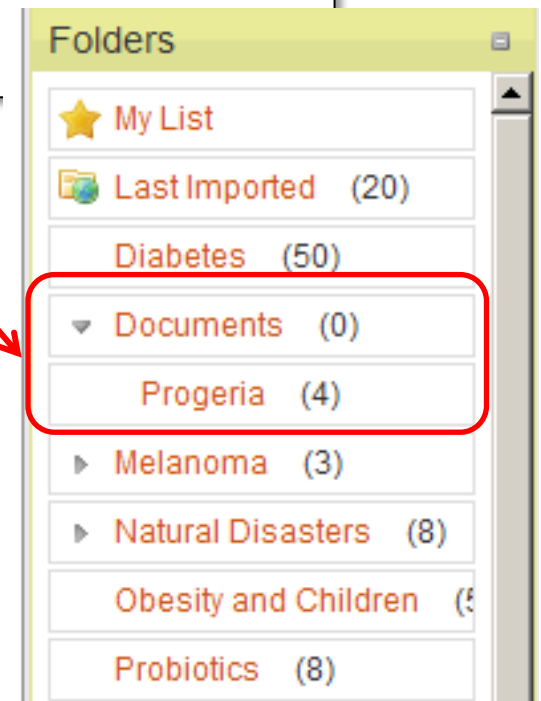 Folders
My List
Last Imported (20)
Diabetes (50)
Documents (0)
Progeria (4)
Melanoma (3)
Natural Disasters (8)
Obesity and Children
Probiotics (8)